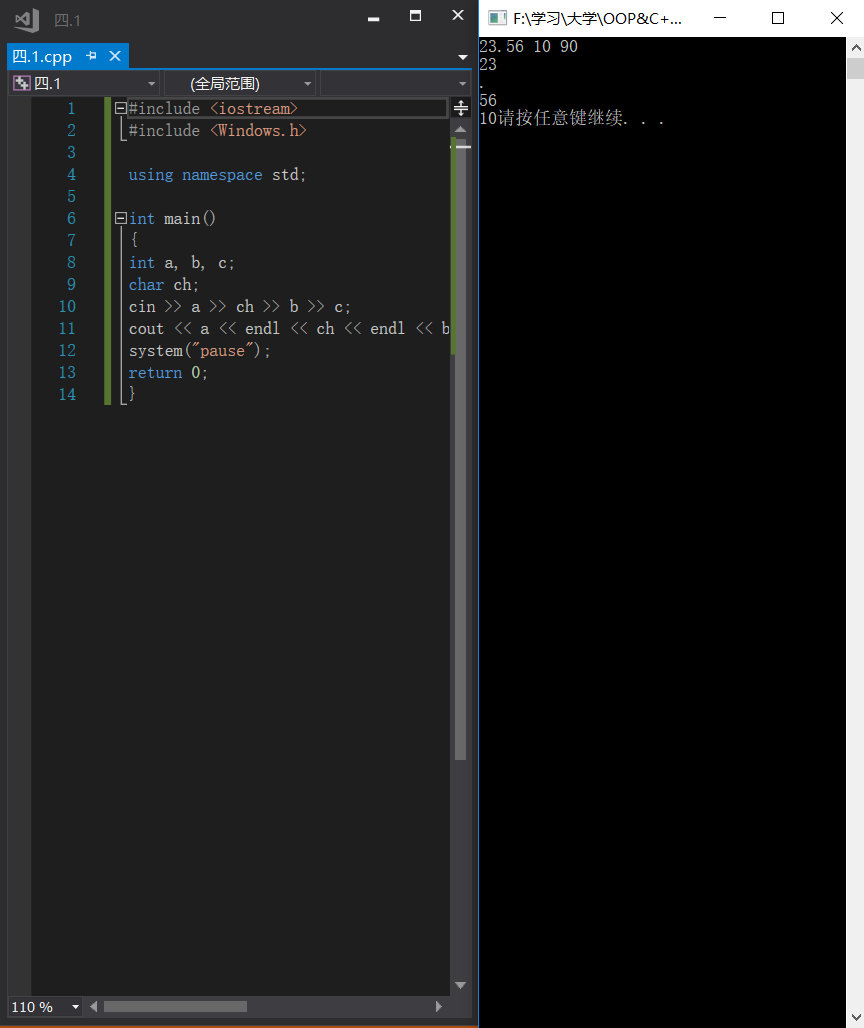 四.1
四.1.cpp
四.1 (全局范围)
1 #include <iostream>
2 #include <Windows.h>
3
4 using namespace std;
5
6 int main()
7 {
8 int a, b, c;
9 char ch;
10 cin >> a >> ch >> b >> c;
11 cout << a << endl << ch << endl << b
12 system("pause");
13 return 0;
14 }
110 %
F:\学习\大学\OOP&C+...
23.56 10 90
23
.
56
10请按任意键继续. . .